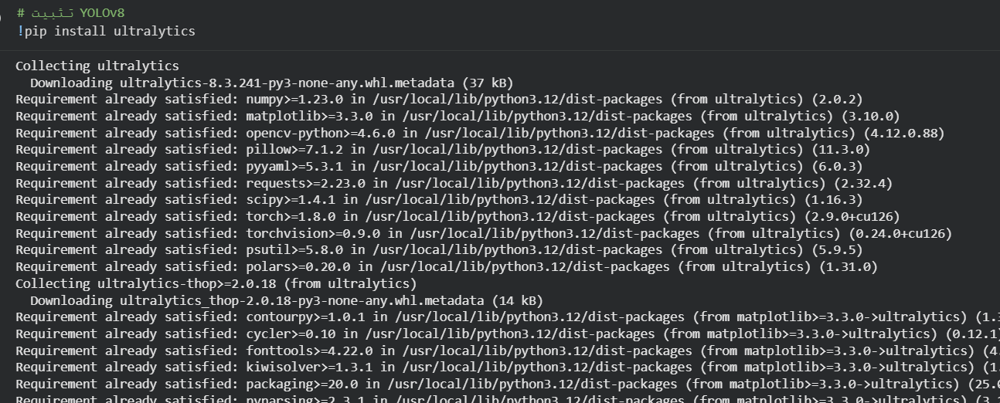 # تثبيت YOLOv8
!pip install ultralytics
Collecting ultralytics
Downloading ultralytics-8.3.241-py3-none-any.whl.metadata (37 kB)
Requirement already satisfied: numpy>=1.23.0 in /usr/local/lib/python3.12/dist-packages (from ultralytics) (2.0.2)
Requirement already satisfied: matplotlib>=3.3.0 in /usr/local/lib/python3.12/dist-packages (from ultralytics) (3.10.0)
Requirement already satisfied: opencv-python>=4.6.0 in /usr/local/lib/python3.12/dist-packages (from ultralytics) (4.12.0.88)
Requirement already satisfied: pillow>=7.1.2 in /usr/local/lib/python3.12/dist-packages (from ultralytics) (11.3.0)
Requirement already satisfied: pyyaml>=5.3.1 in /usr/local/lib/python3.12/dist-packages (from ultralytics) (6.0.3)
Requirement already satisfied: requests>=2.23.0 in /usr/local/lib/python3.12/dist-packages (from ultralytics) (2.32.4)
Requirement already satisfied: scipy>=1.4.1 in /usr/local/lib/python3.12/dist-packages (from ultralytics) (1.16.3)
Requirement already satisfied: torch>=1.8.0 in /usr/local/lib/python3.12/dist-packages (from ultralytics) (2.9.0+cu126)
Requirement already satisfied: torchvision>=0.9.0 in /usr/local/lib/python3.12/dist-packages (from ultralytics) (0.24.0+cu126)
Requirement already satisfied: psutil>=5.8.0 in /usr/local/lib/python3.12/dist-packages (from ultralytics) (5.9.5)
Requirement already satisfied: polars>=0.20.0 in /usr/local/lib/python3.12/dist-packages (from ultralytics) (1.31.0)
Collecting ultralytics-thop>=2.0.18 (from ultralytics)
Downloading ultralytics_thop-2.0.18-py3-none-any.whl.metadata (14 kB)
Requirement already satisfied: contourpy>=1.0.1 in /usr/local/lib/python3.12/dist-packages (from matplotlib>=3.3.0->ultralytics) (1.3
Requirement already satisfied: cycler>=0.10 in /usr/local/lib/python3.12/dist-packages (from matplotlib>=3.3.0->ultralytics) (0.12.1)
Requirement already satisfied: fonttools>=4.22.0 in /usr/local/lib/python3.12/dist-packages (from matplotlib>=3.3.0->ultralytics) (4.
Requirement already satisfied: kiwisolver>=1.3.1 in /usr/local/lib/python3.12/dist-packages (from matplotlib>=3.3.0->ultralytics) (1.
Requirement already satisfied: packaging>=20.0 in /usr/local/lib/python3.12/dist-packages (from matplotlib>=3.3.0->ultralytics) (25.0
Requirement already satisfied: pyparsing>=2.3.1 in /usr/local/lib/python3.12/dist-packages (from matplotlib>=3.3.0->ultralytics) (3.